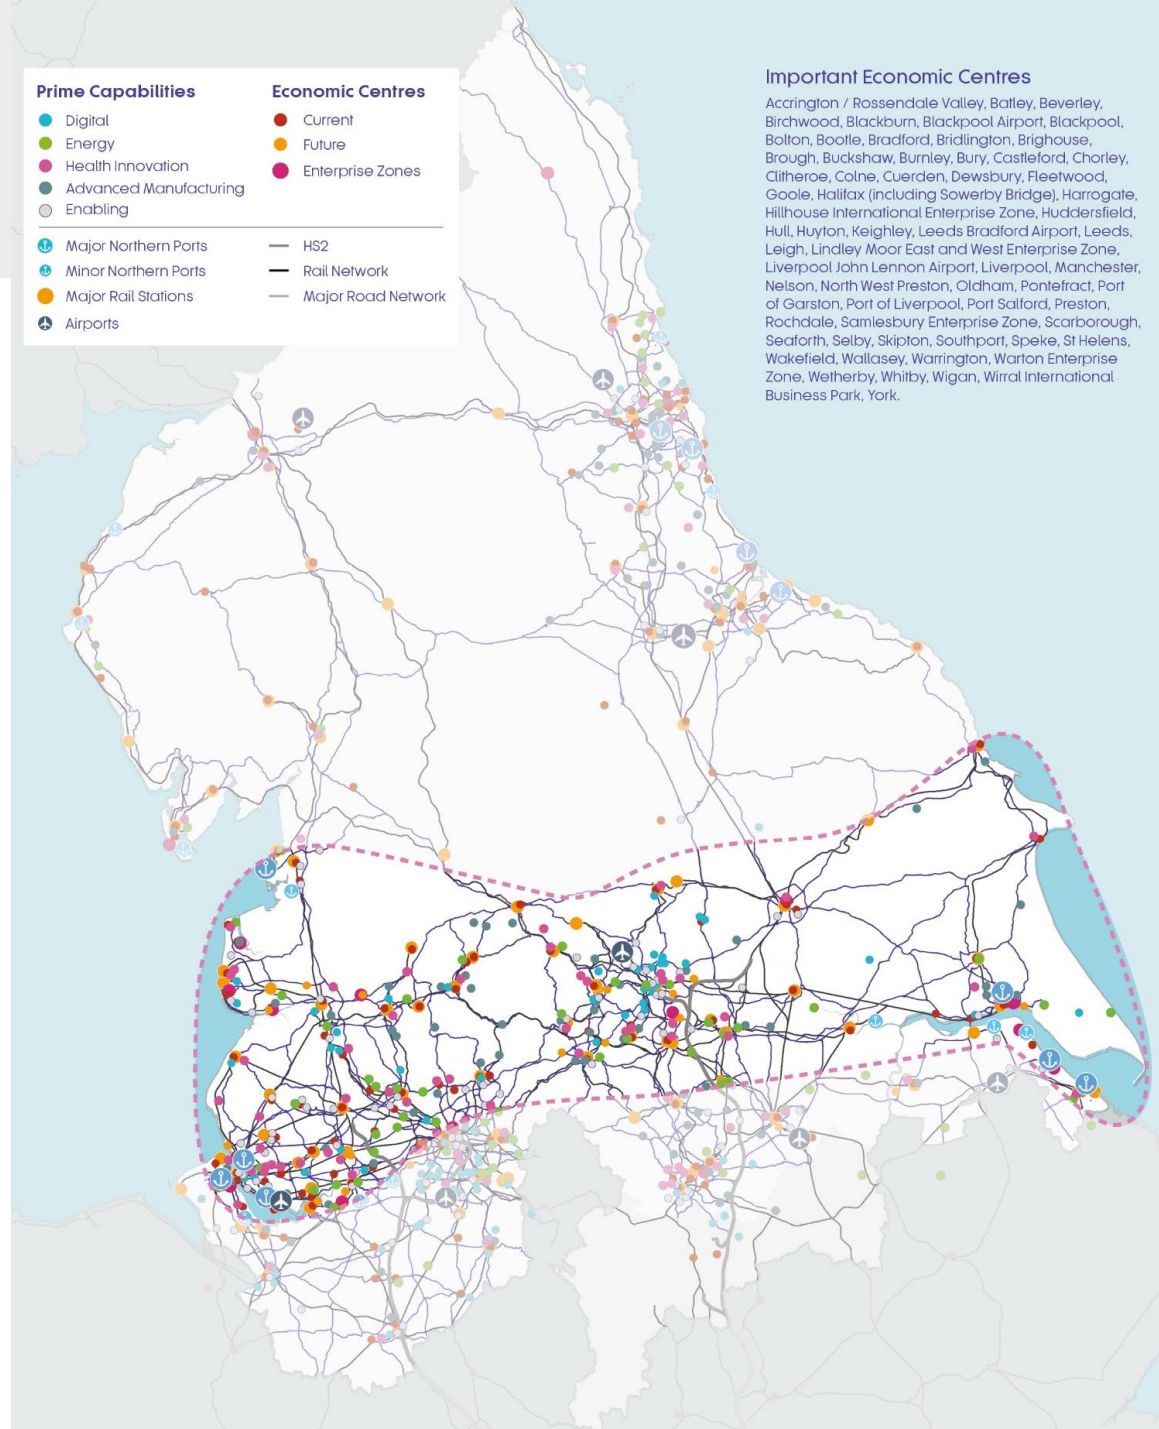 Prime Capabilities
Digital
Energy
Health Innovation
Advanced Manufacturing
Enabling
Economic Centres
Current
Future
Enterprise Zones
Major Northern Ports
Minor Northern Ports
Major Rail Stations
Airports
HS2
Rail Network
Major Road Network
Important Economic Centres
Accrington / Rossendale Valley, Batley, Beverley,
Birchwood, Blackburn, Blackpool Airport, Blackpool,
Bolton, Bootle, Bradford, Bridlington, Brighouse,
Brough, Buckshaw, Burnley, Bury, Castleford, Chorley,
Clitheroe, Colne, Cuerden, Dewsbury, Fleetwood,
Goole, Halifax (including Sowerby Bridge), Harrogate,
Hillhouse International Enterprise Zone, Huddersfield,
Hull, Huyton, Keighley, Leeds Bradford Airport, Leeds,
Leigh, Lindley Moor East and West Enterprise Zone,
Liverpool John Lennon Airport, Liverpool, Manchester,
Nelson, North West Preston, Oldham, Pontefract, Port
of Garston, Port of Liverpool, Port Salford, Preston,
Rochdale, Samlesbury Enterprise Zone, Scarborough,
Seaforth, Selby, Skipton, Southport, Speke, St Helens,
Wakefield, Wallasey, Warrington, Warton Enterprise
Zone, Wetherby, Whitby, Wigan, Wirral International
Business Park, York.